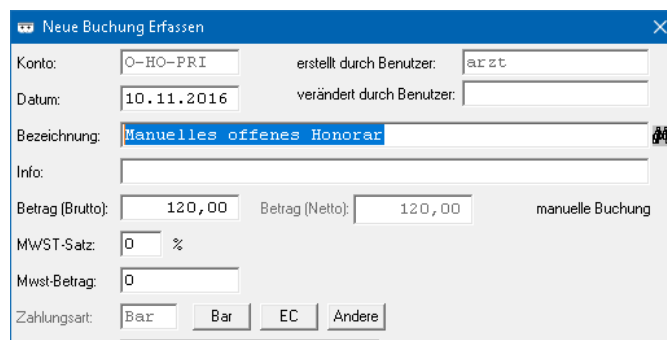 Neue Buchung Erfassen
Konto: O-HO-PRI erstellt durch Benutzer: arzt
Datum: 10.11.2016 verändert durch Benutzer:
Bezeichnung: Manuelles offenes Honorar
Info:
Betrag (Brutto): 120,00 Betrag (Netto): 120,00 manuelle Buchung
MWST-Satz: 0 %
Mwst-Betrag: 0
Zahlungsart: Bar Bar EC Andere